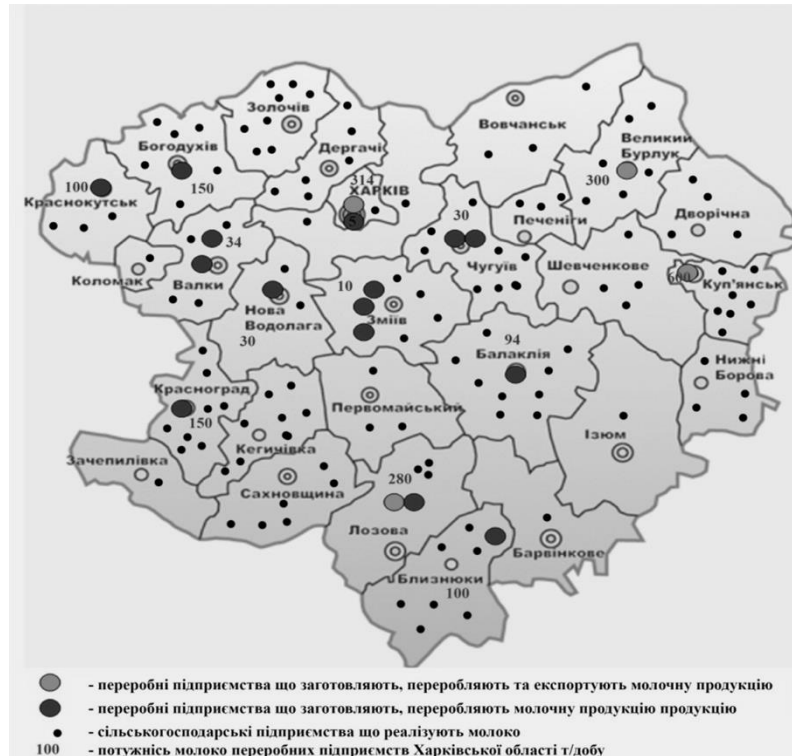 Золочів
Богодухів
Вовчанськ
Великий
Бурлук
Дергачі
314
ХАРКІВ
100
150
300
Краснокутськ
30
Печеніги
Дворічна
34
5
Чугуїв
Шевченкове
600
Куп'янськ
Коломак
Валки
10
Нова
Водолага
Зміїв
30
94
Балаклія
Нижні
Борова
Красноград
150
Первомайський
Кегичівка
Ізюм
Зачепилівка
Сахновщина
280
Лозова
Барвінкове
Близнюки
100
- переробні підприємства що заготовляють, переробляють та експортують молочну продукцію
- переробні підприємства що заготовляють, переробляють молочну продукцію продукцію
- сільськогосподарські підприємства що реалізують молоко
100 - потужнісь молоко переробних підприємств Харківської області т/добу